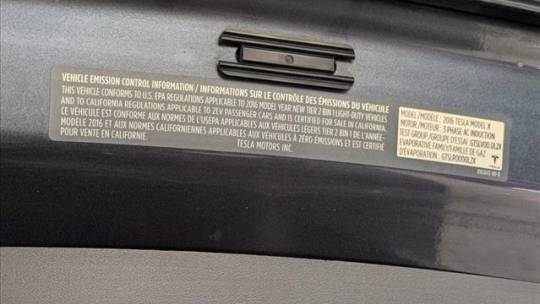 VEHICLE EMISSION CONTROL INFORMATION / INFORMATIONS SUR LE CONTRÔLE DES ÉMISSIONS DU VÉHICULE
THIS VEHICLE CONFORMS TO U.S. EPA REGULATIONS APPLICABLE TO 2016 MODEL YEAR NEW TIER 2 BIN 1 LIGHT-DUTY VEHICLES
AND TO CALIFORNIA REGULATIONS APPLICABLE TO ZEV PASSENGER CARS AND IS CERTIFIED FOR SALE IN CALIFORNIA.
CE VÉHICULE EST CONFORME AUX NORMES DE L'USEPA APPLICABLES AUX VÉHICULES LÉGERS TIER 2 BIN 1 DE L'ANNÉE
MODÈLE 2016 ET AUX NORMES CALIFORNIENNES APPLICABLES AUX VÉHICULES À ZÉRO ÉMISSIONS ET EST CERTIFIÉ
POUR VENTE EN CALIFORNIE.
TESLA MOTORS INC.
MODEL/MODÈLE: 2016 TESLA MODEL X
MOTOR/MOTEUR: 3 PHASE AC INDUCTION
TEST GROUP/GROUPE D'ESSAI: GTSLV00.0L2X
EVAPORATIVE FAMILY/FAMILLE DE GAZ
D'ÉVAPORATION: GTSLR0000L2X